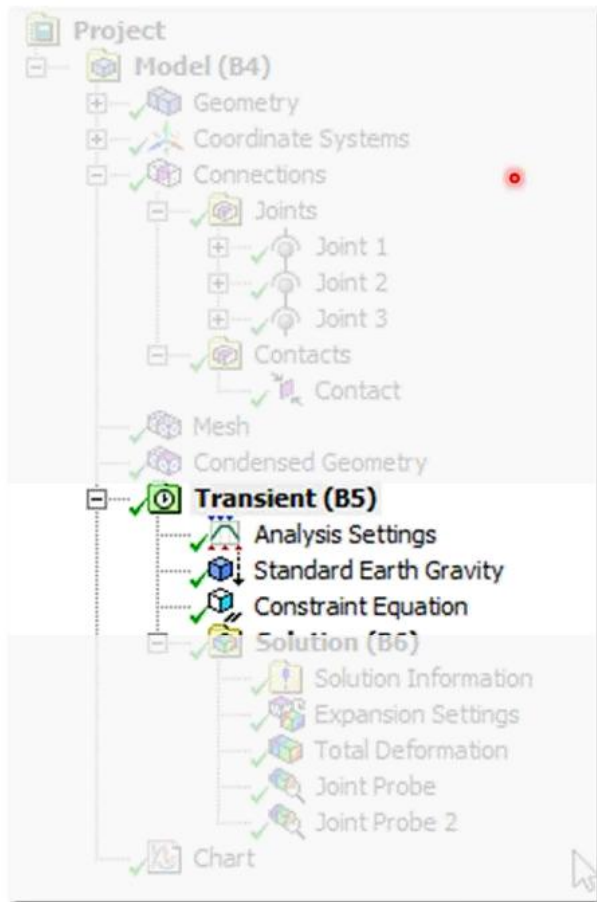 Project
Model (B4)
Geometry
Coordinate Systems
Connections
Joints
Joint 1
Joint 2
Joint 3
Contacts
Contact
Mesh
Condensed Geometry
Transient (B5)
Analysis Settings
Standard Earth Gravity
Constraint Equation
Solution (B6)
Solution Information
Expansion Settings
Total Deformation
Joint Probe
Joint Probe 2
Chart